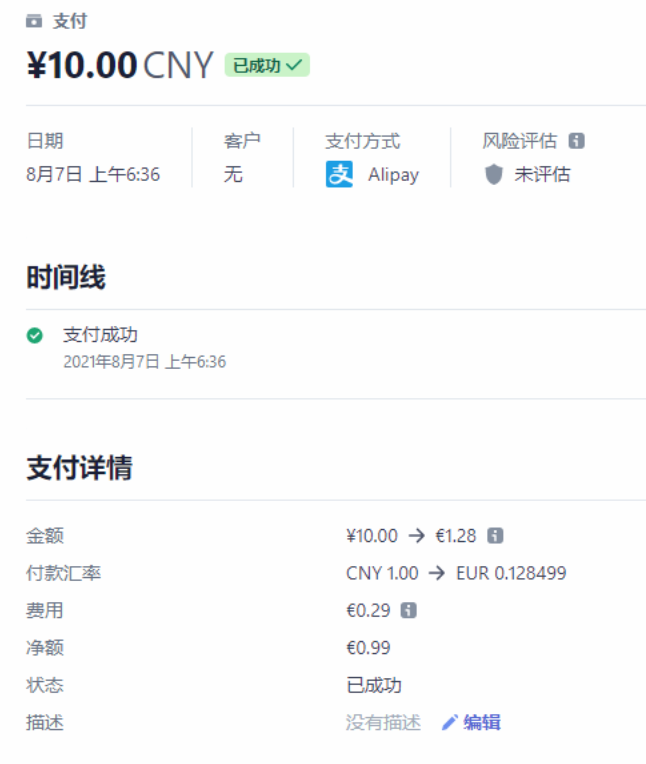 支付
¥10.00 CNY 已成功
日期 客户 支付方式 风险评估
8月7日 上午6:36 无 支 Alipay 未评估
时间线
支付成功
2021年8月7日 上午6:36
支付详情
金额 ¥10.00 → €1.28
付款汇率 CNY 1.00 → EUR 0.128499
费用 €0.29
净额 €0.99
状态 已成功
描述 没有描述 编辑